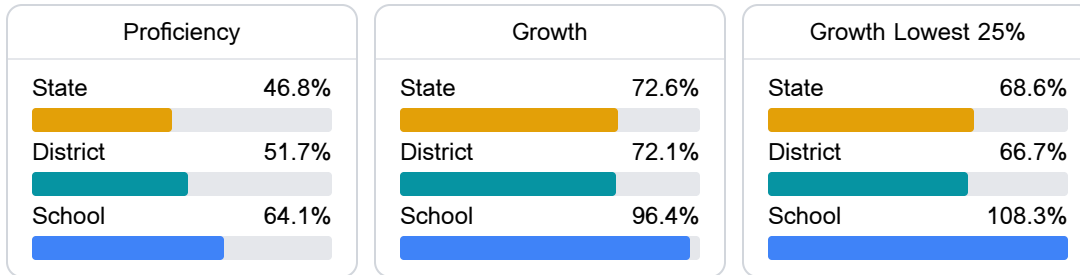 Proficiency
State 46.8%
District 51.7%
School 64.1%
Growth
State 72.6%
District 72.1%
School 96.4%
Growth Lowest 25%
State 68.6%
District 66.7%
School 108.3%